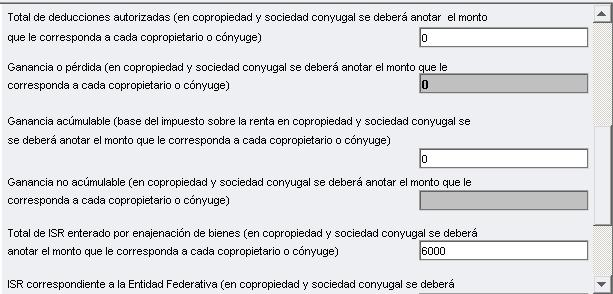 Total de deducciones autorizadas (en copropiedad y sociedad conyugal se deberá anotar el monto
que le corresponda a cada copropietario o cónyuge)
0
Ganancia o pérdida (en copropiedad y sociedad conyugal se deberá anotar el monto que le
corresponda a cada copropietario o cónyuge)
0
Ganancia acúmulable (base del impuesto sobre la renta en copropiedad y sociedad conyugal se
se deberá anotar el monto que le corresponda a cada copropietario o cónyuge)
0
Ganancia no acúmulable (en copropiedad y sociedad conyugal se deberá anotar el monto que le
corresponda a cada copropietario o cónyuge)
Total de ISR enterado por enajenación de bienes (en copropiedad y sociedad conyugal se deberá
anotar el monto que le corresponda a cada copropietario o cónyuge)
6000
ISR correspondiente a la Entidad Federativa (en copropiedad y sociedad conyugal se deberá